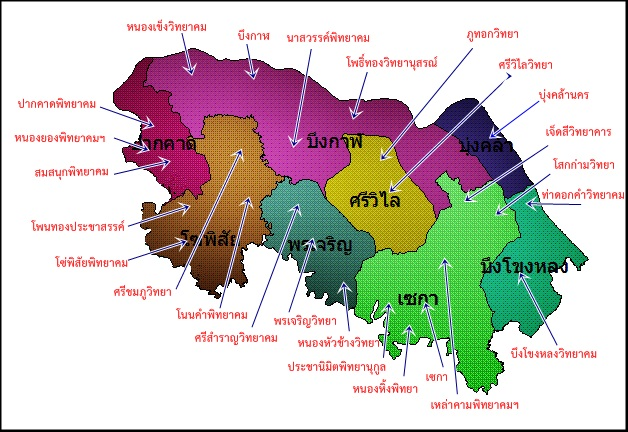 หนองเข็งวิทยาคม
บึงกาฬ
นาสวรรค์พิทยาคม
ภูทอกวิทยา
ศรีวิไลวิทยา
โพธิ์ทองวิทยานุสรณ์
บุ่งคล้านคร
ปากคาดพิทยาคม
เจ็ดสีวิทยาคาร
หนองยองพิทยาคมฯ
ปากคาด
บึงกาฬ
บุ่งคล้า
โสกก่ามวิทยา
สมสนุกพิทยาคม
ท่าดอกคำวิทยาคม
ศรีวิไล
โพนทองประชาสรรค์
โซ่พิสัย
พรเจริญ
โซ่พิสัยพิทยาคม
บึงโขงหลง
ศรีชมภูวิทยา
เซกา
โนนคำพิทยาคม
พรเจริญวิทยา
ศรีสำราญวิทยาคม
หนองหัวช้างวิทยา
บึงโขงหลงวิทยาคม
ประชานิมิตพิทยานุกูล
เซกา
หนองหิ้งพิทยา
เหล่าคามพิทยาคมฯ